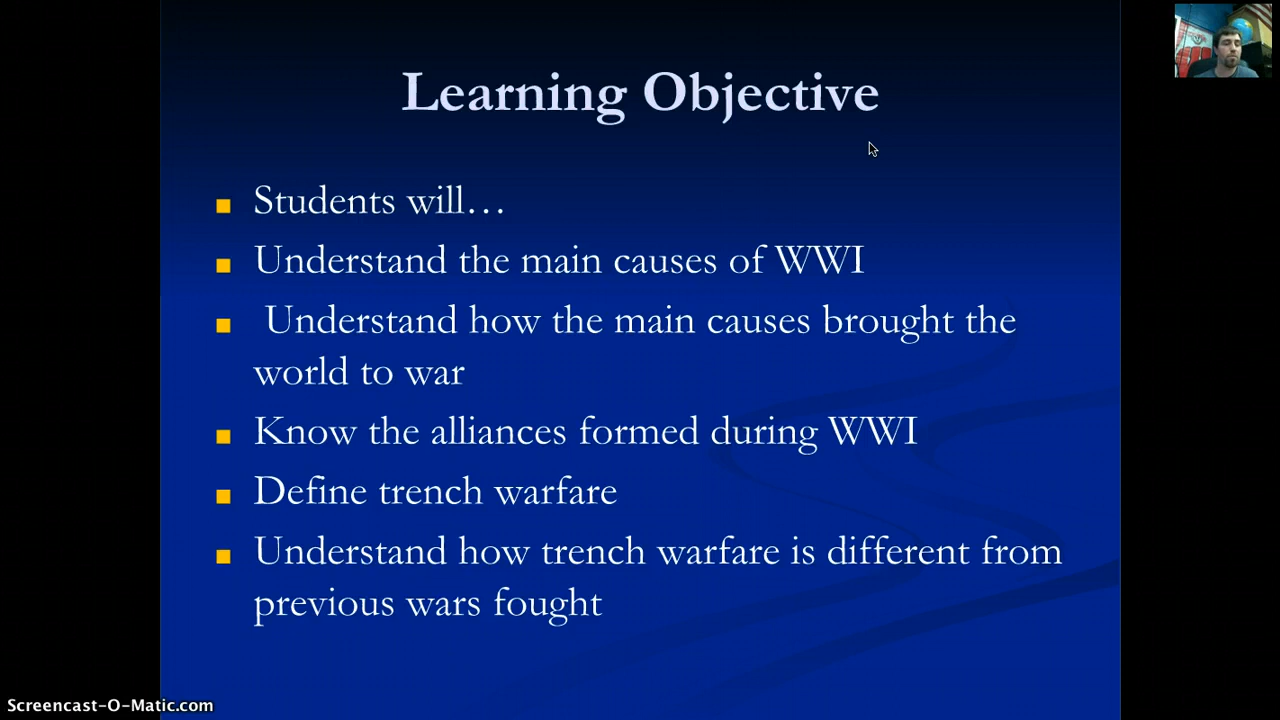 Learning Objective
Students will…
Understand the main causes of WWI
Understand how the main causes brought the
world to war
Know the alliances formed during WWI
Define trench warfare
Understand how trench warfare is different from
previous wars fought
Screencast-O-Matic.com